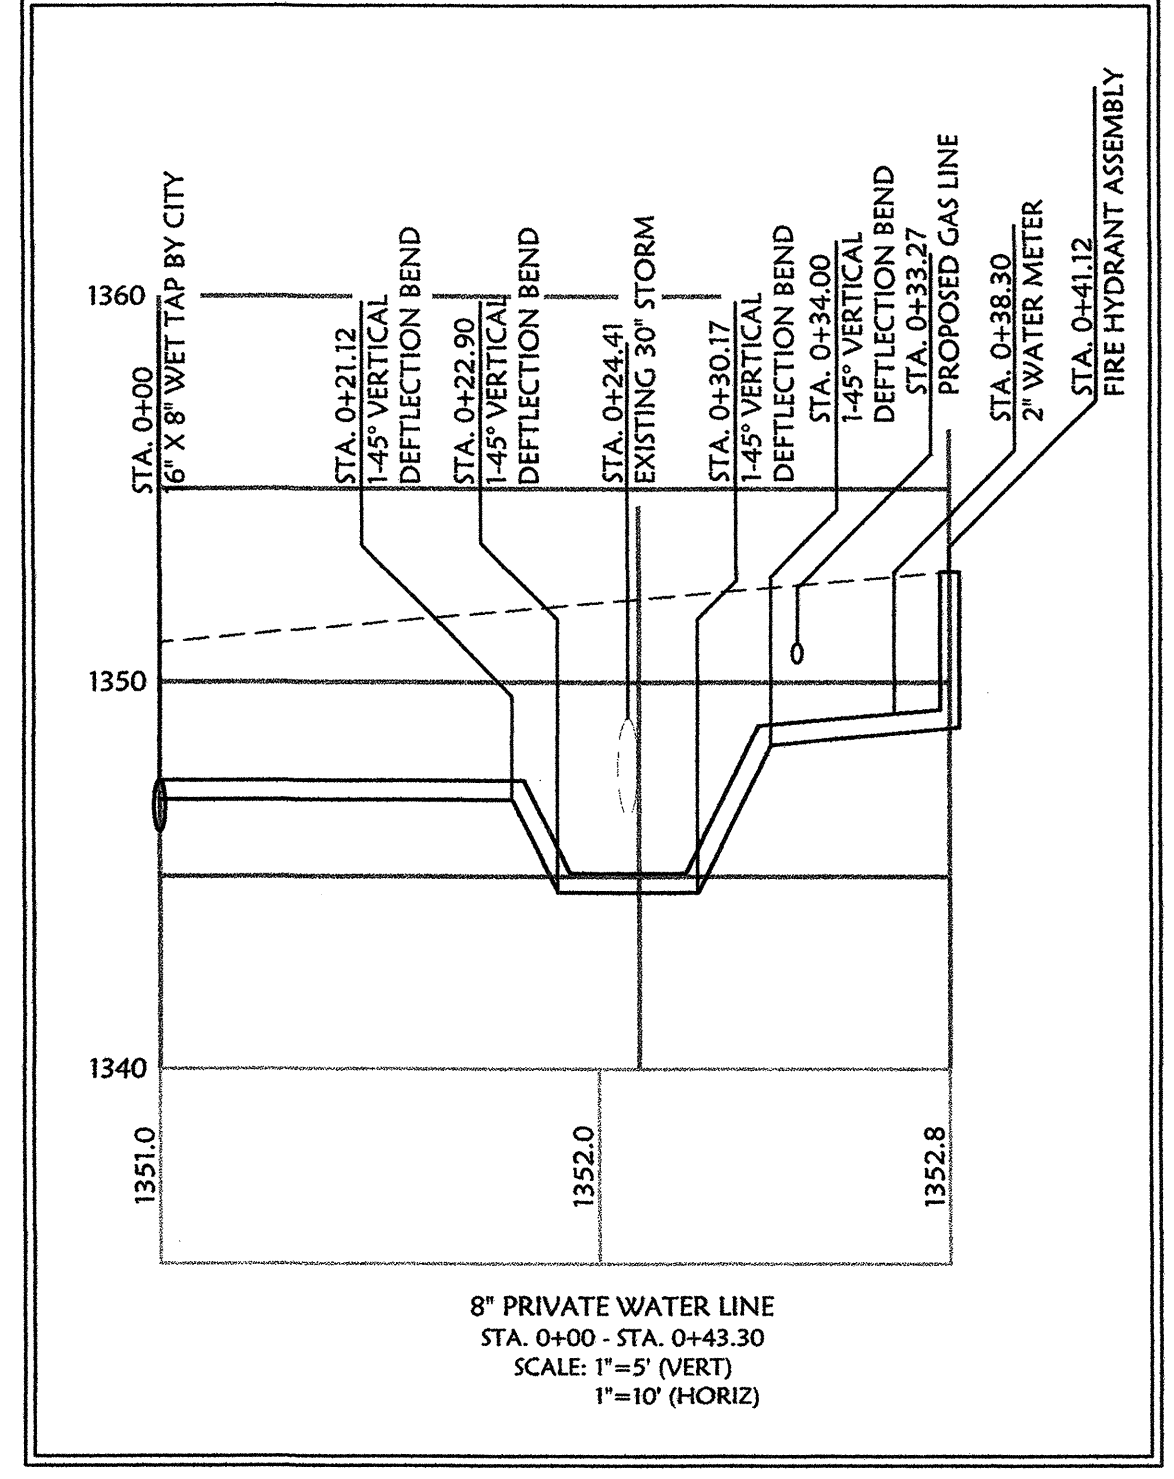 STA. 0+00
16" X 8" WET TAP BY CITY
STA. 0+21.12
1-45° VERTICAL
DEFLECTION BEND
STA. 0+22.90
1-45° VERTICAL
DEFLECTION BEND
STA. 0+24.41
EXISTING 30" STORM
STA. 0+30.17
1-45° VERTICAL
DEFLECTION BEND
STA. 0+34.00
1-45° VERTICAL
DEFLECTION BEND
STA. 0+33.27
PROPOSED GAS LINE
STA. 0+38.30
2" WATER METER
STA. 0+41.12
FIRE HYDRANT ASSEMBLY
1360
1350
1340
1351.0
1352.0
1352.8
8" PRIVATE WATER LINE
STA. 0+00 - STA. 0+43.30
SCALE: 1"=5' (VERT)
1"=10' (HORIZ)